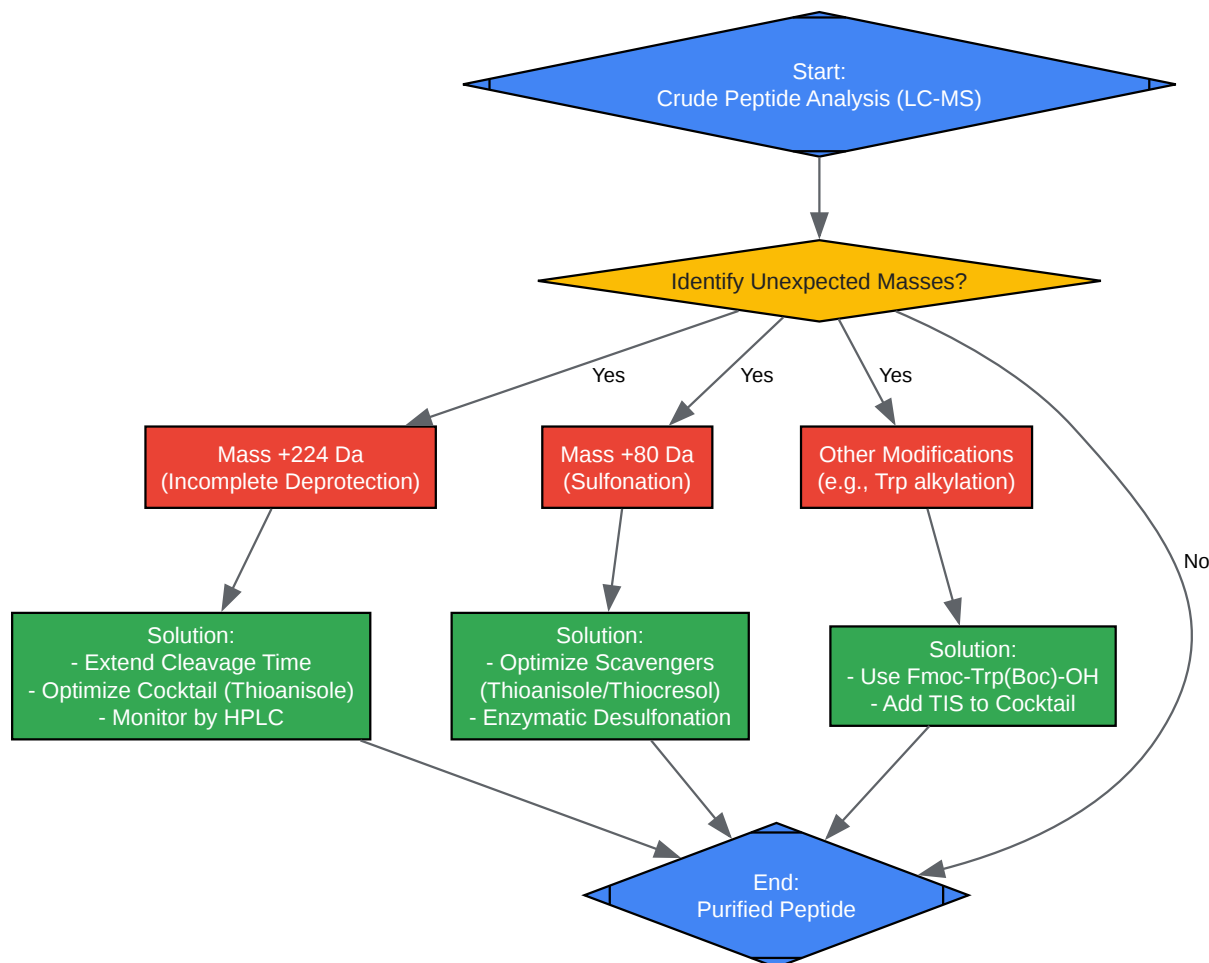 Start:
Crude Peptide Analysis (LC-MS)
Identify Unexpected Masses?
Yes
Yes
Yes
No
Mass +224 Da
(Incomplete Deprotection)
Mass +80 Da
(Sulfonation)
Other Modifications
(e.g., Trp alkylation)
Solution:
- Extend Cleavage Time
- Optimize Cocktail (Thioanisole)
- Monitor by HPLC
Solution:
- Optimize Scavengers
(Thioanisole/Thiocresol)
- Enzymatic Desulfonation
Solution:
- Use Fmoc-Trp(Boc)-OH
- Add TIS to Cocktail
End:
Purified Peptide